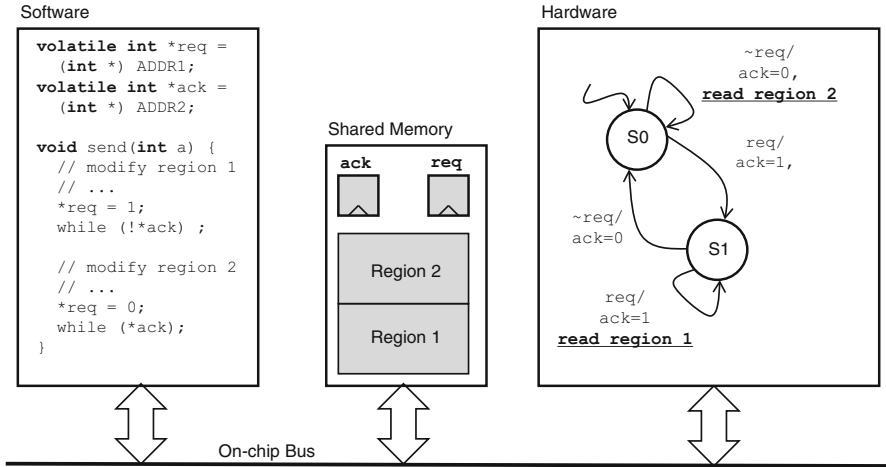 Software
volatile int *req =
(int *) ADDR1;
volatile int *ack =
(int *) ADDR2;
void send(int a) {
// modify region 1
// ...
*req = 1;
while (!*ack) ;
// modify region 2
// ...
*req = 0;
while (*ack);
}
Shared Memory
ack req
Region 2
Region 1
Hardware
~req/
ack=0,
read region 2
S0
req/
ack=1,
~req/
ack=0
S1
req/
ack=1
read region 1
On-chip Bus